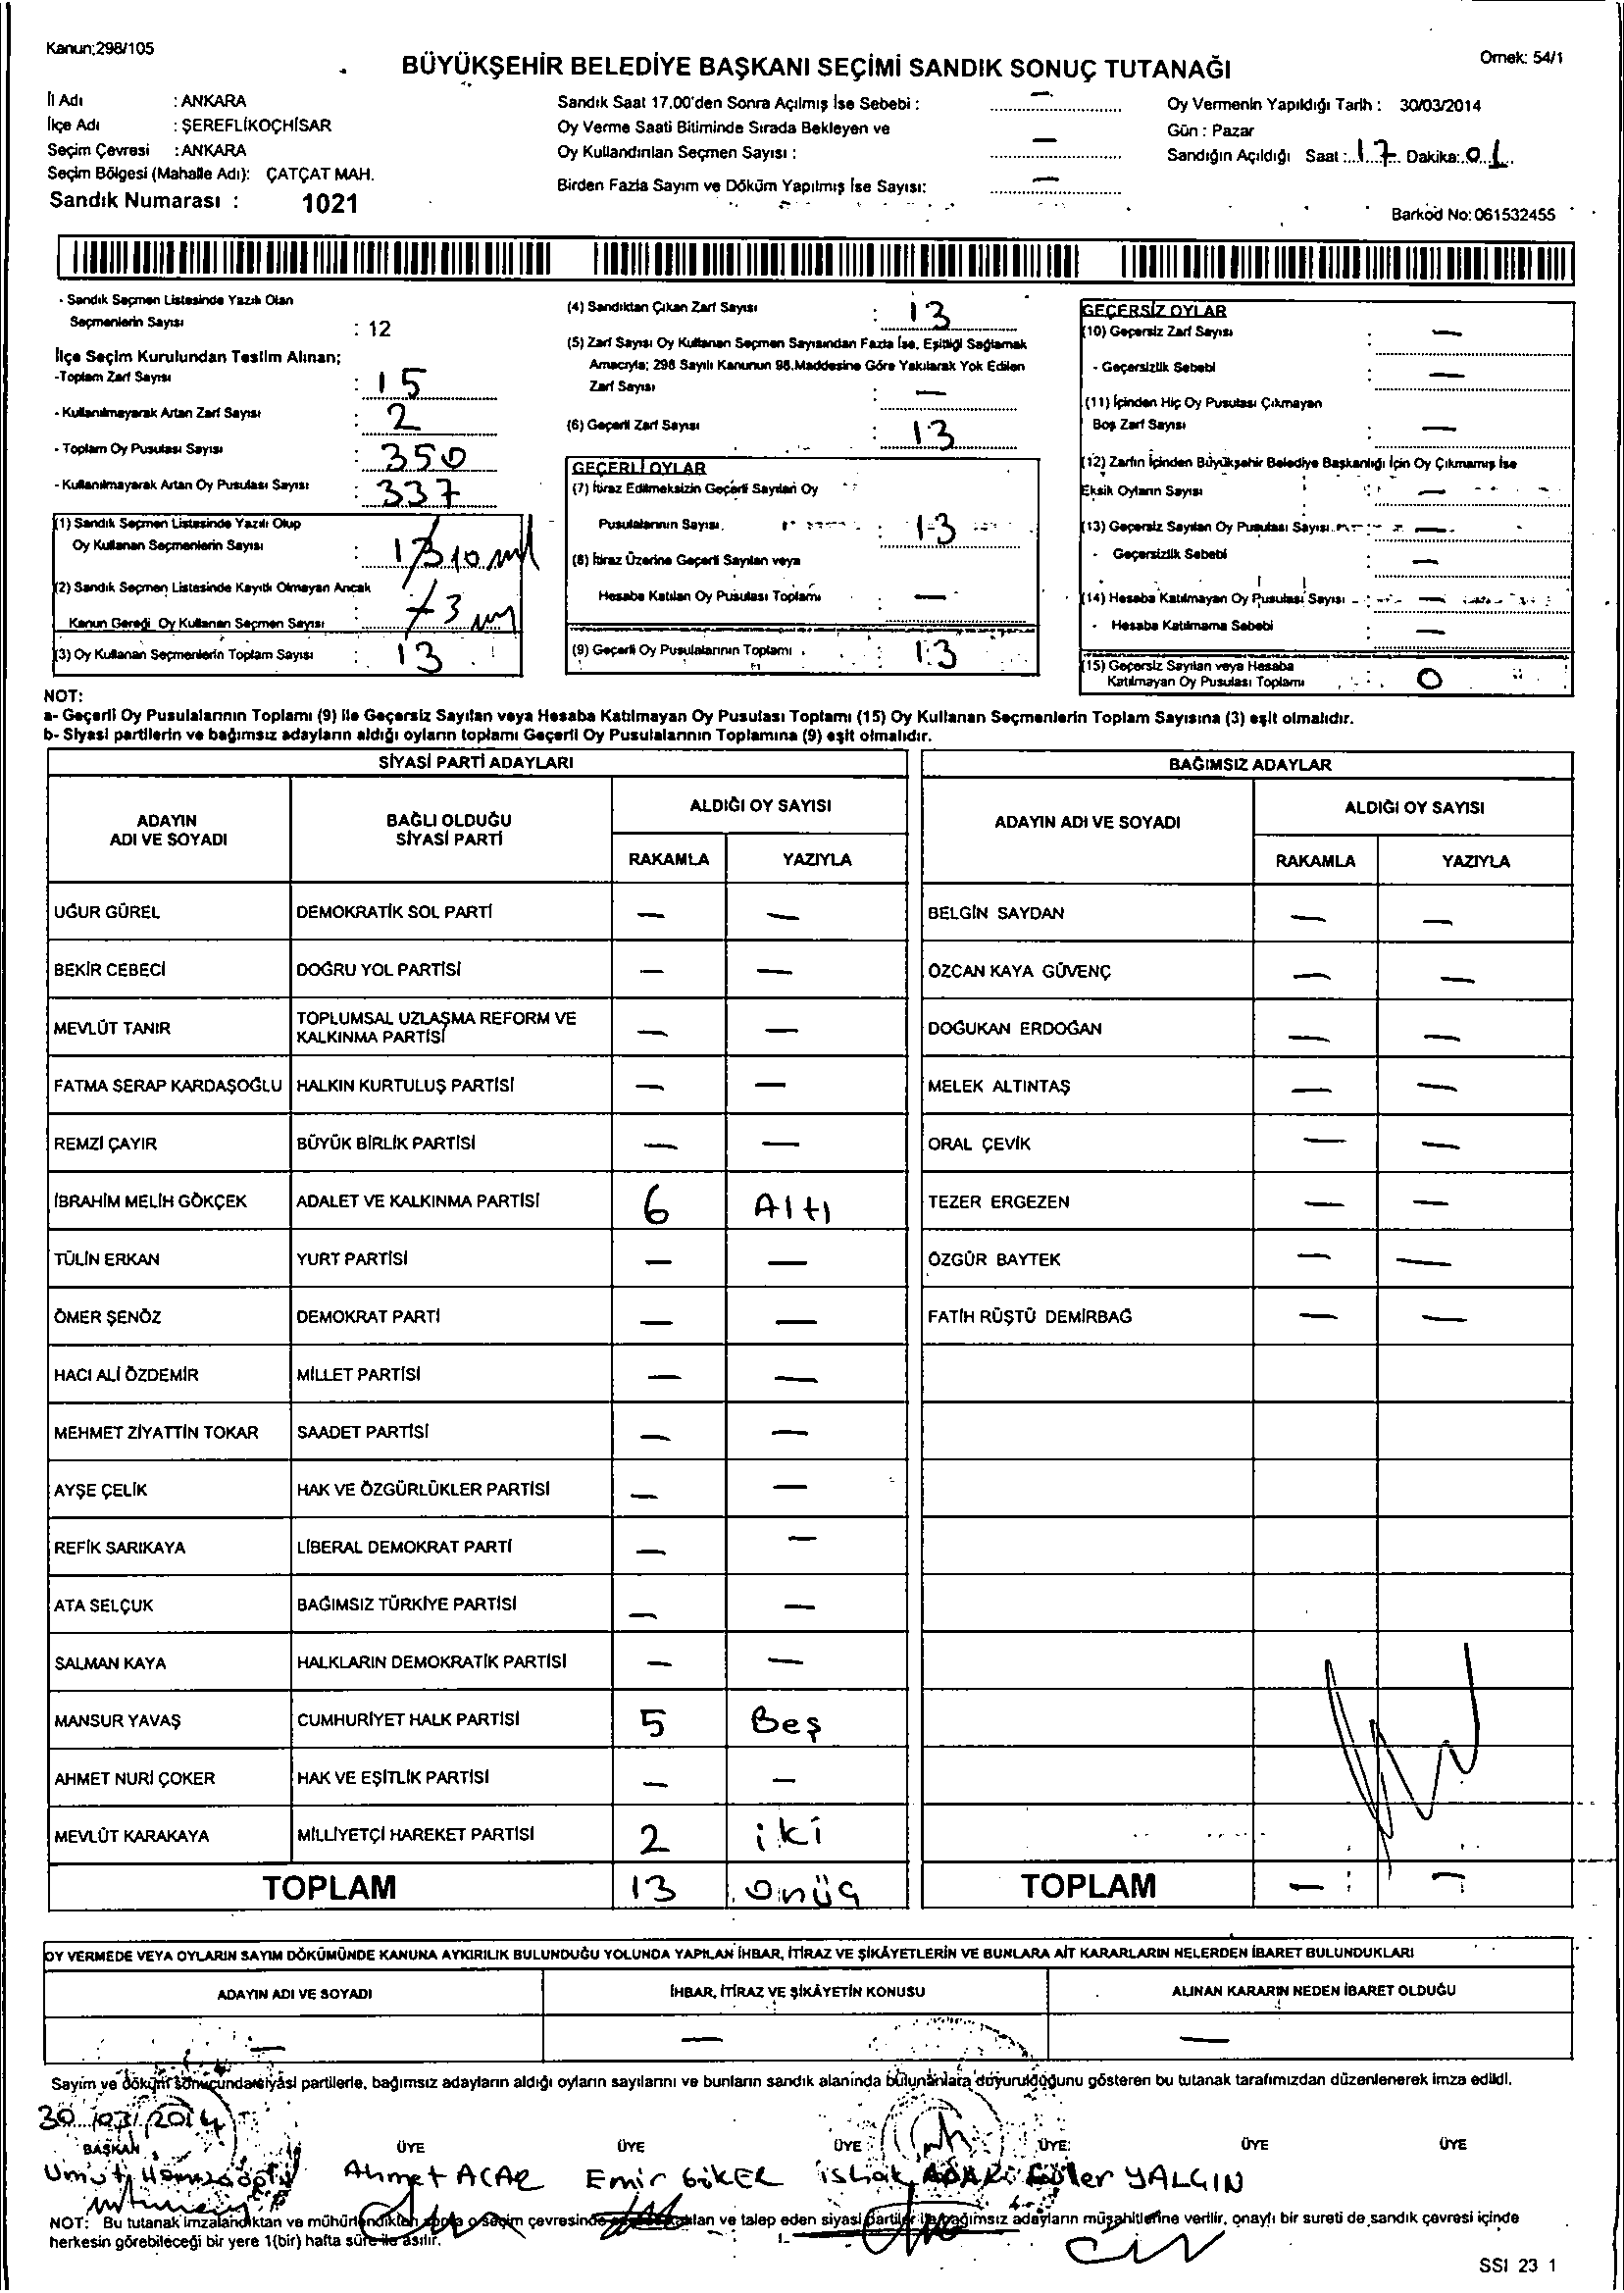 Kanun:298/105
Ornek: 54/1
BÜYÜKŞEHİR BELEDİYE BAŞKANI SEÇİMİ SANDIK SONUÇ TUTANAĞI
İl Adı : ANKARA
İlçe Adı : ŞEREFLİKOÇHİSAR
Seçim Çevresi : ANKARA
Seçim Bölgesi (Mahalle Adı): ÇATÇAT MAH.
Sandık Numarası : 1021
Sandık Saat 17.00'den Sonra Açılmış İse Sebebi : —
Oy Verme Saati Bitiminde Sırada Bekleyen ve
Oy Kullandırılan Seçmen Sayısı : —
Birden Fazla Sayım ve Döküm Yapılmış İse Sayısı: —
Oy Vermenin Yapıldığı Tarih : 30/03/2014
Gün : Pazar
Sandığın Açıldığı Saat : 17 Dakika: 01
Barkod No: 061532455
- Sandık Seçmen Listesinde Yazılı Olan
Seçmenlerin Sayısı : 12
İlçe Seçim Kurulundan Teslim Alınan;
-Toplam Zarf Sayısı : 15
- Kullanılmayarak Artan Zarf Sayısı : 2
- Toplam Oy Pusulası Sayısı : 350
- Kullanılmayarak Artan Oy Pusulası Sayısı : 337
(1) Sandık Seçmen Listesinde Yazılı Olup
Oy Kullanan Seçmenlerin Sayısı : 13 10
(2) Sandık Seçmen Listesinde Kayıtlı Olmayan Ancak
Kanun Gereği Oy Kullanan Seçmen Sayısı : 3
(3) Oy Kullanan Seçmenlerin Toplam Sayısı : 13
(4) Sandıktan Çıkan Zarf Sayısı : 13
(5) Zarf Sayısı Oy Kullanan Seçmen Sayısından Fazla İse, Eşitliği Sağlamak
Amacıyla; 298 Sayılı Kanunun 98.Maddesine Göre Yakılarak Yok Edilen
Zarf Sayısı : —
(6) Geçerli Zarf Sayısı : 13
GEÇERLİ OYLAR
(7) İtiraz Edilmeksizin Geçerli Sayılan Oy
Pusulalarının Sayısı : 13
(8) İtiraz Üzerine Geçerli Sayılan veya
Hesaba Katılan Oy Pusulası Toplamı : —
(9) Geçerli Oy Pusulalarının Toplamı : 13
GEÇERSİZ OYLAR
(10) Geçersiz Zarf Sayısı : —
- Geçersizlik Sebebi : —
(11) İçinden Hiç Oy Pusulası Çıkmayan
Boş Zarf Sayısı : —
(12) Zarfın İçinden Büyükşehir Belediye Başkanlığı İçin Oy Çıkmamış İse
Eksik Oyların Sayısı : —
(13) Geçersiz Sayılan Oy Pusulası Sayısı : —
- Geçersizlik Sebebi : —
(14) Hesaba Katılmayan Oy Pusulası Sayısı : —
- Hesaba Katılmama Sebebi : —
(15) Geçersiz Sayılan veya Hesaba
Katılmayan Oy Pusulası Toplamı : 0
NOT:
a- Geçerli Oy Pusulalarının Toplamı (9) ile Geçersiz Sayılan veya Hesaba Katılmayan Oy Pusulası Toplamı (15) Oy Kullanan Seçmenlerin Toplam Sayısına (3) eşit olmalıdır.
b- Siyasi partilerin ve bağımsız adayların aldığı oyların toplamı Geçerli Oy Pusulalarının Toplamına (9) eşit olmalıdır.
SİYASİ PARTİ ADAYLARI
ADAYIN ADI VE SOYADI
BAĞLI OLDUĞU SİYASİ PARTİ
ALDIĞI OY SAYISI
RAKAMLA YAZIYLA
UĞUR GÜREL DEMOKRATİK SOL PARTİ — —
BEKİR CEBECİ DOĞRU YOL PARTİSİ — —
MEVLÜT TANIR TOPLUMSAL UZLAŞMA REFORM VE KALKINMA PARTİSİ — —
FATMA SERAP KARDAŞOĞLU HALKIN KURTULUŞ PARTİSİ — —
REMZİ ÇAYIR BÜYÜK BİRLİK PARTİSİ — —
İBRAHİM MELİH GÖKÇEK ADALET VE KALKINMA PARTİSİ 6 Altı
TÜLİN ERKAN YURT PARTİSİ — —
ÖMER ŞENÖZ DEMOKRAT PARTİ — —
HACI ALİ ÖZDEMİR MİLLET PARTİSİ — —
MEHMET ZİYATTİN TOKAR SAADET PARTİSİ — —
AYŞE ÇELİK HAK VE ÖZGÜRLÜKLER PARTİSİ — —
REFİK SARIKAYA LİBERAL DEMOKRAT PARTİ — —
ATA SELÇUK BAĞIMSIZ TÜRKİYE PARTİSİ — —
SALMAN KAYA HALKLARIN DEMOKRATİK PARTİSİ — —
MANSUR YAVAŞ CUMHURİYET HALK PARTİSİ 5 Beş
AHMET NURİ ÇOKER HAK VE EŞİTLİK PARTİSİ — —
MEVLÜT KARAKAYA MİLLİYETÇİ HAREKET PARTİSİ 2 iki
TOPLAM 13 onüç
BAĞIMSIZ ADAYLAR
ADAYIN ADI VE SOYADI
ALDIĞI OY SAYISI
RAKAMLA YAZIYLA
BELGİN SAYDAN — —
ÖZCAN KAYA GÜVENÇ — —
DOĞUKAN ERDOĞAN — —
MELEK ALTINTAŞ — —
ORAL ÇEVİK — —
TEZER ERGEZEN — —
ÖZGÜR BAYTEK — —
FATİH RÜŞTÜ DEMİRBAĞ — —
TOPLAM — —
OY VERMEDE VEYA OYLARIN SAYIM DÖKÜMÜNDE KANUNA AYKIRILIK BULUNDUĞU YOLUNDA YAPILAN İHBAR, İTİRAZ VE ŞİKÂYETLERİN VE BUNLARA AİT KARARLARIN NELERDEN İBARET BULUNDUKLARI
ADAYIN ADI VE SOYADI İHBAR, İTİRAZ VE ŞİKÂYETİN KONUSU ALINAN KARARIN NEDEN İBARET OLDUĞU
— — —
Sayım ve döküm sonucunda siyasi partilerle, bağımsız adayların aldığı oyların sayılarını ve bunların sandık alanında bulunanlara duyurulduğunu gösteren bu tutanak tarafımızdan düzenlenerek imza edildi.
30/03/2014
BAŞKAN ÜYE ÜYE ÜYE ÜYE ÜYE ÜYE
Umut Hamzaoğlu Ahmet ACAR Emir GÖKER İshak Güler YALÇIN
NOT: Bu tutanak imzalandıktan ve mühürlendikten sonra o seçim çevresinde ve talep eden siyasi partiler ile bağımsız adayların müşahitlerine verilir, onaylı bir sureti de sandık çevresi içinde
herkesin görebileceği bir yere 1(bir) hafta süre ile asılır.
SSI 23 1